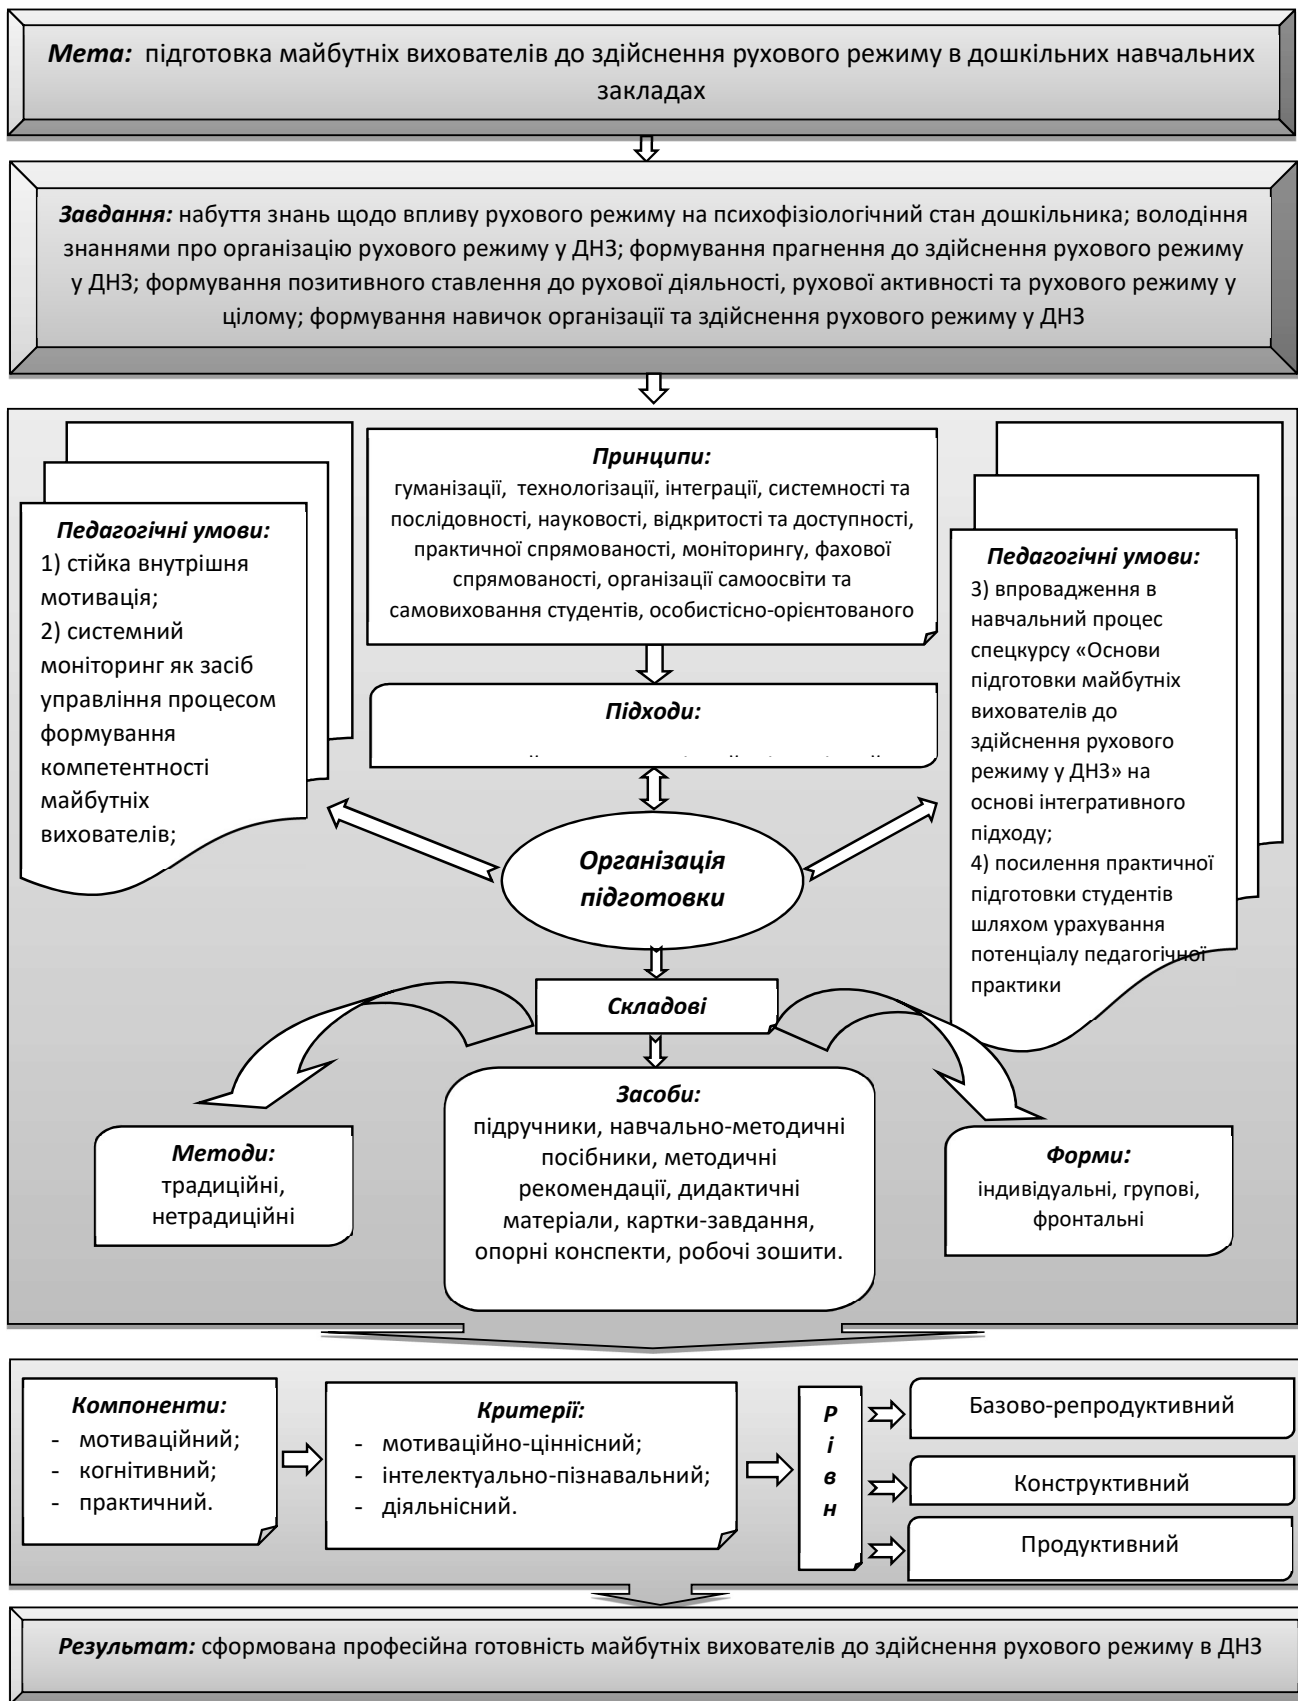 Мета: підготовка майбутніх вихователів до здійснення рухового режиму в дошкільних навчальних
закладах
Завдання: набуття знань щодо впливу рухового режиму на психофізіологічний стан дошкільника; володіння
знаннями про організацію рухового режиму у ДНЗ; формування прагнення до здійснення рухового режиму
у ДНЗ; формування позитивного ставлення до рухової діяльності, рухової активності та рухового режиму у
цілому; формування навичок організації та здійснення рухового режиму у ДНЗ
Педагогічні умови:
1) стійка внутрішня
мотивація;
2) системний
моніторинг як засіб
управління процесом
формування
компетентності
майбутніх
вихователів;
Принципи:
гуманізації, технологізації, інтеграції, системності та
послідовності, науковості, відкритості та доступності,
практичної спрямованості, моніторингу, фахової
спрямованості, організації самоосвіти та
самовиховання студентів, особистісно-орієнтованого
Підходи:
Педагогічні умови:
3) впровадження в
навчальний процес
спецкурсу «Основи
підготовки майбутніх
вихователів до
здійснення рухового
режиму у ДНЗ» на
основі інтегративного
підходу;
4) посилення практичної
підготовки студентів
шляхом урахування
потенціалу педагогічної
практики
Організація
підготовки
Складові
Методи:
традиційні,
нетрадиційні
Засоби:
підручники, навчально-методичні
посібники, методичні
рекомендації, дидактичні
матеріали, картки-завдання,
опорні конспекти, робочі зошити.
Форми:
індивідуальні, групові,
фронтальні
Компоненти:
- мотиваційний;
- когнітивний;
- практичний.
Критерії:
- мотиваційно-ціннісний;
- інтелектуально-пізнавальний;
- діяльнісний.
Р
і
в
н
Базово-репродуктивний
Конструктивний
Продуктивний
Результат: сформована професійна готовність майбутніх вихователів до здійснення рухового режиму в ДНЗ